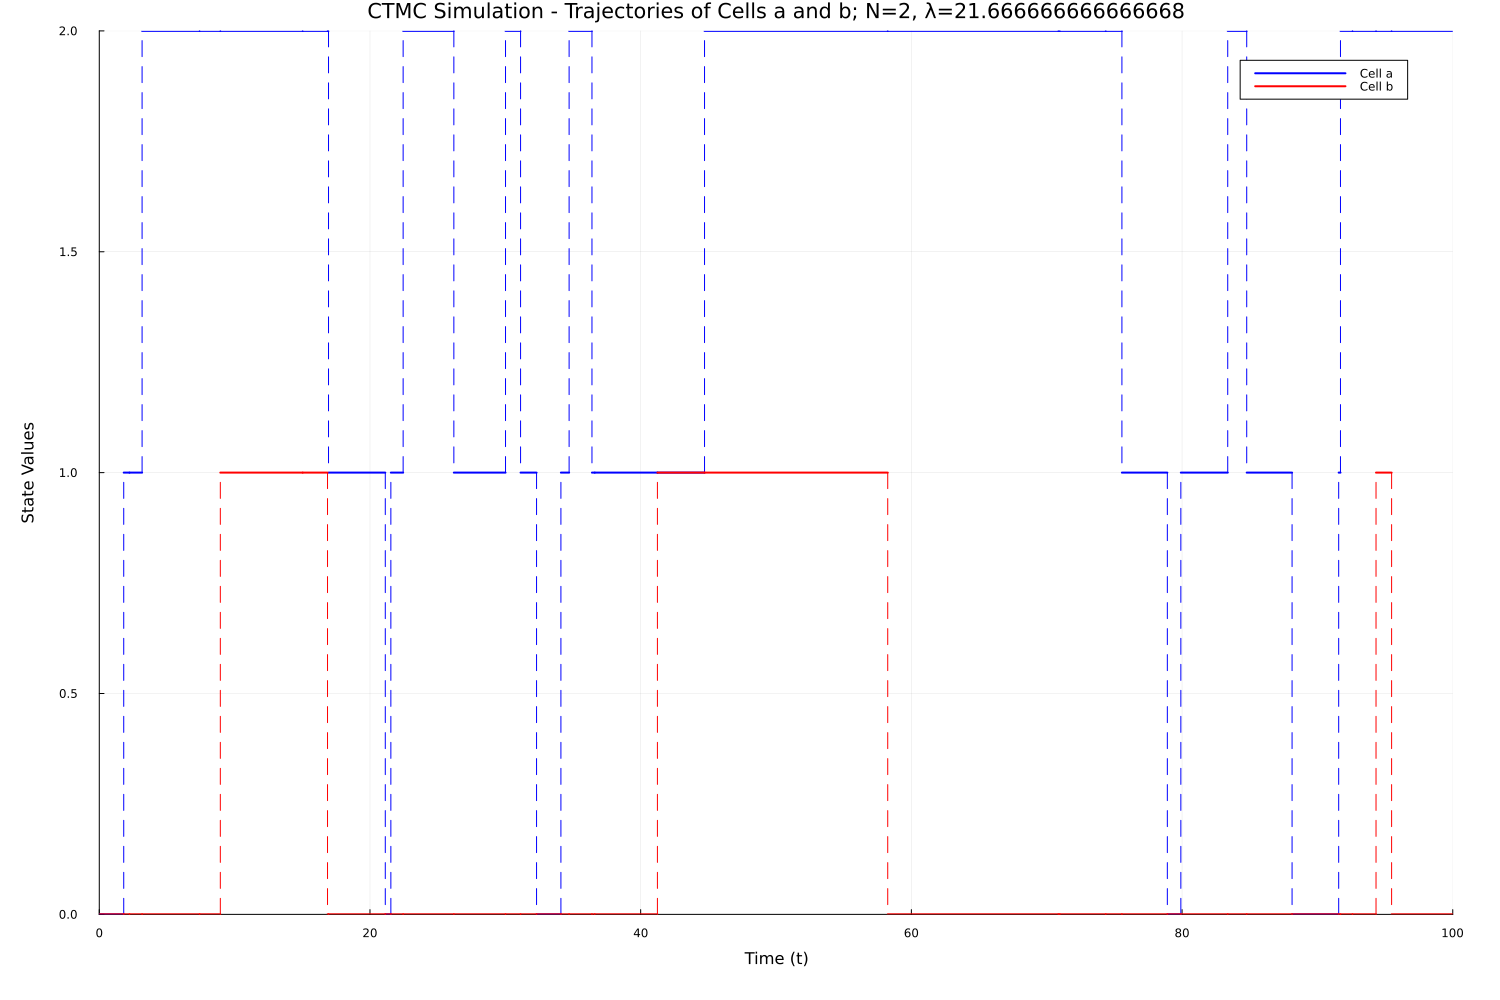 CTMC Simulation - Trajectories of Cells a and b; N=2, λ=21.666666666666668
2.0
Cell a
Cell b
1.5
1.0
State Values
0.5
0.0
0 20 40 60 80 100
Time (t)